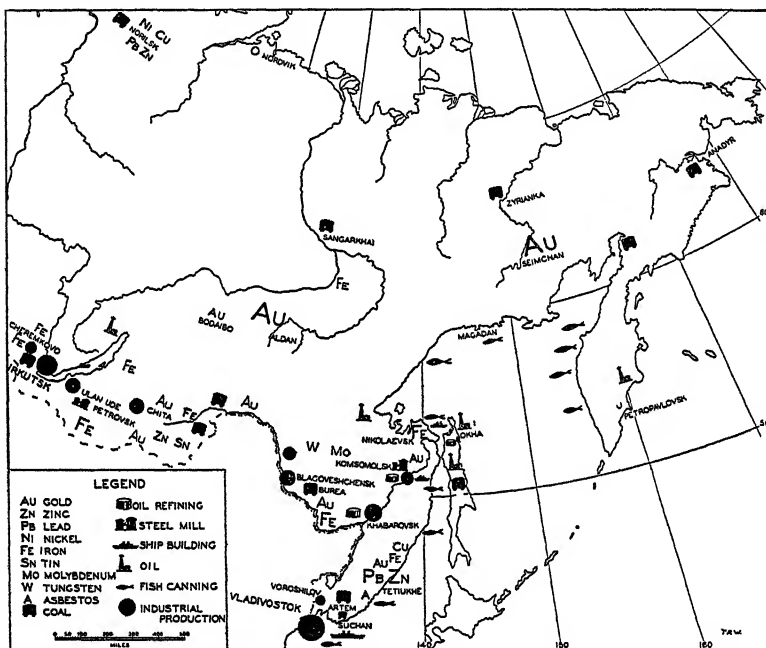 Ni Cu
NORILSK
Pb Zn
NORDVIK
ANADYR
ZYRIANKA
SANGARKHAI
Au
SEIMCHAN
Fe
Au
BODAIBO
Au
ALDAN
MAGADAN
Fe
CHEREMKOVO
Fe
IRKUTSK
Fe
Fe
ULAN UDE
PETROVSK
Au
CHITA
Au
Fe
Au Zn Sn
PETROPAVLOVSK
NIKOLAEVSK
Fe
OKHA
W Mo
KOMSOMOLSK
Au
BLAGOVESHCHENSK
BUREA
Au
Fe
KHABAROVSK
Cu
Fe
Au
Pb Zn
A TETIUKHE
VOROSHILOV
VLADIVOSTOK
ARTEM
SUCHAN
140
150
160
LEGEND
Au GOLD
Zn ZINC
Pb LEAD
Ni NICKEL
Fe IRON
Sn TIN
Mo MOLYBDENUM
W TUNGSTEN
A ASBESTOS
COAL
OIL REFINING
STEEL MILL
SHIP BUILDING
OIL
FISH CANNING
INDUSTRIAL
PRODUCTION
MILES